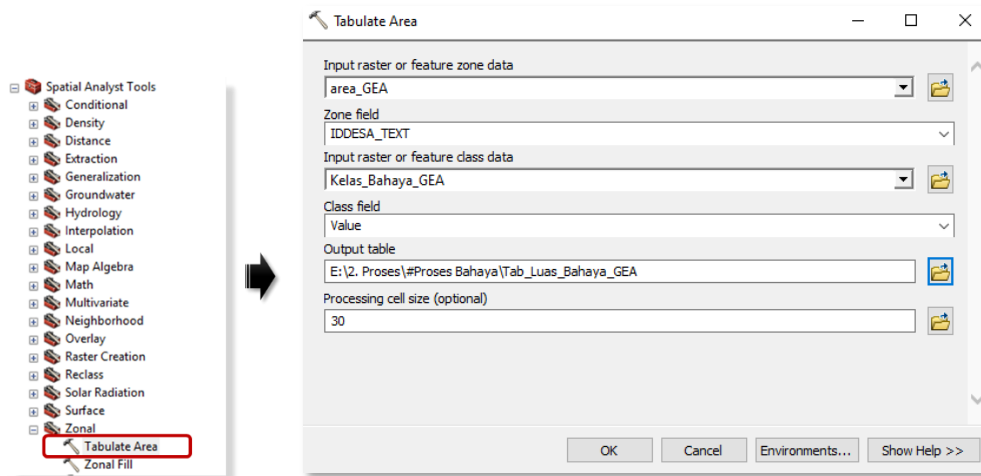 Spatial Analyst Tools
Conditional
Density
Distance
Extraction
Generalization
Groundwater
Hydrology
Interpolation
Local
Map Algebra
Math
Multivariate
Neighborhood
Overlay
Raster Creation
Reclass
Solar Radiation
Surface
Zonal
Tabulate Area
Zonal Fill
Tabulate Area
Input raster or feature zone data
area_GEA
Zone field
IDDESA_TEXT
Input raster or feature class data
Kelas_Bahaya_GEA
Class field
Value
Output table
E:\2. Proses\#Proses Bahaya\Tab_Luas_Bahaya_GEA
Processing cell size (optional)
30
OK Cancel Environments... Show Help >>